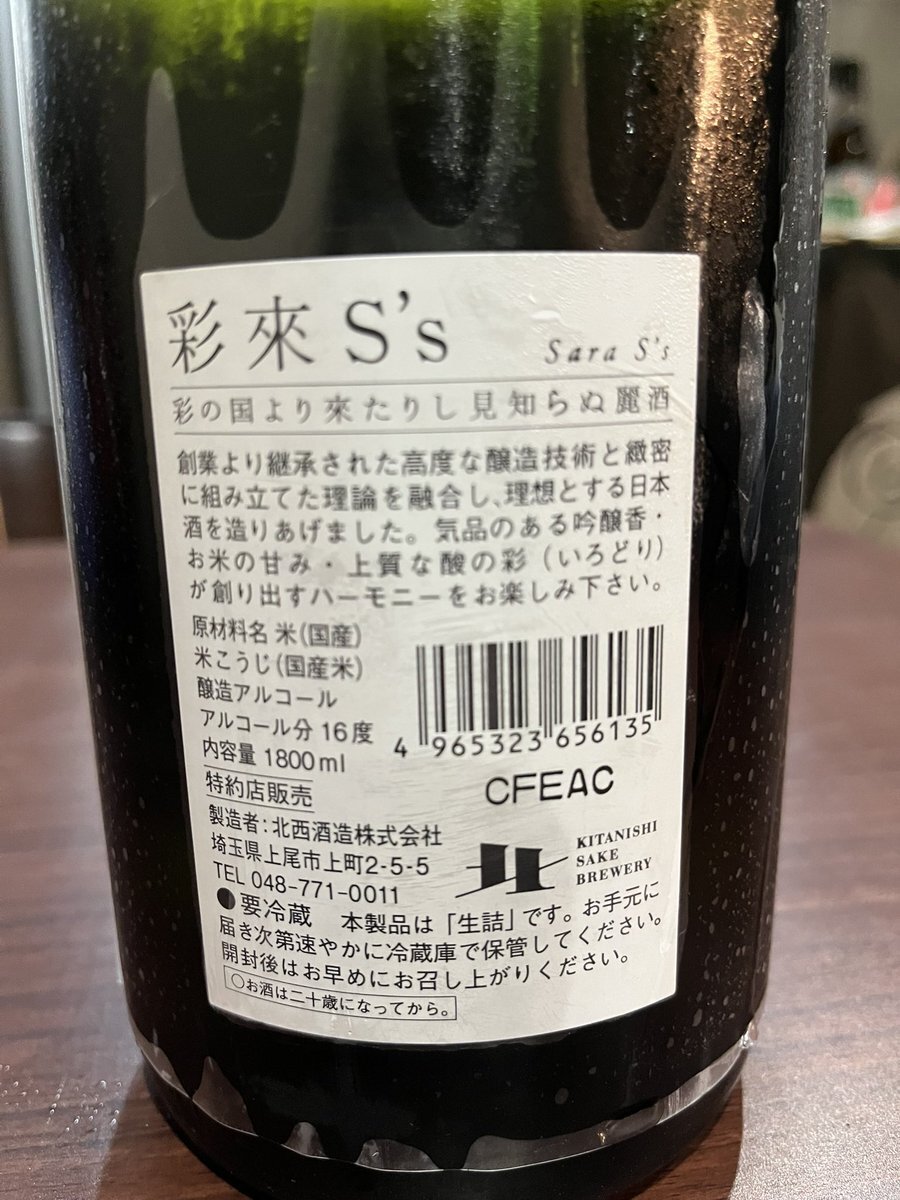 彩來 S's
Sara S's
彩の国より來たりし見知らぬ麗酒
創業より継承された高度な醸造技術と緻密
に組み立てた理論を融合し、理想とする日本
酒を造りあげました。気品のある吟醸香・
お米の甘み・上質な酸の彩（いろどり）
が創り出すハーモニーをお楽しみ下さい。
原材料名 米(国産)
米こうじ(国産米)
醸造アルコール
アルコール分 16度
内容量 1800ml
特約店販売
4 965323 656135
CFEAC
製造者:北西酒造株式会社
埼玉県上尾市上町2-5-5
TEL 048-771-0011
KITANISHI
SAKE
BREWERY
●要冷蔵 本製品は「生詰」です。お手元に
届き次第速やかに冷蔵庫で保管してください。
開封後はお早めにお召し上がりください。
○お酒は二十歳になってから。